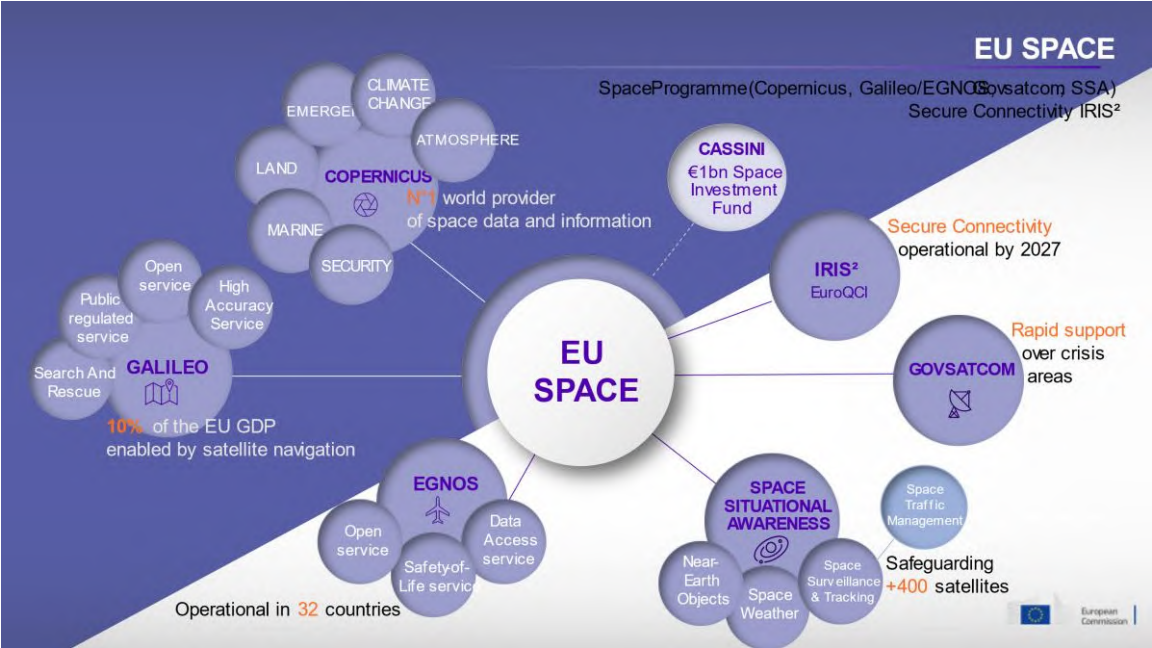 EU SPACE
SpaceProgramme(Copernicus, Galileo/EGNOS, Govsatcom, SSA)
Secure Connectivity IRIS²
CLIMATE
CHANGE
EMERGE
ATMOSPHERE
LAND
COPERNICUS
N°1 world provider
of space data and information
MARINE
SECURITY
CASSINI
€1bn Space
Investment
Fund
Secure Connectivity
operational by 2027
IRIS²
EuroQCI
Open
service
High
Accuracy
Service
Public
regulated
service
Search And
Rescue
GALILEO
10% of the EU GDP
enabled by satellite navigation
EU
SPACE
GOVSATCOM
Rapid support
over crisis
areas
EGNOS
Open
service
Safety-of-
Life service
Data
Access
service
Operational in 32 countries
SPACE
SITUATIONAL
AWARENESS
Near-
Earth
Objects
Space
Weather
Space
Surveillance
& Tracking
Space
Traffic
Management
Safeguarding
+400 satellites
European
Commission